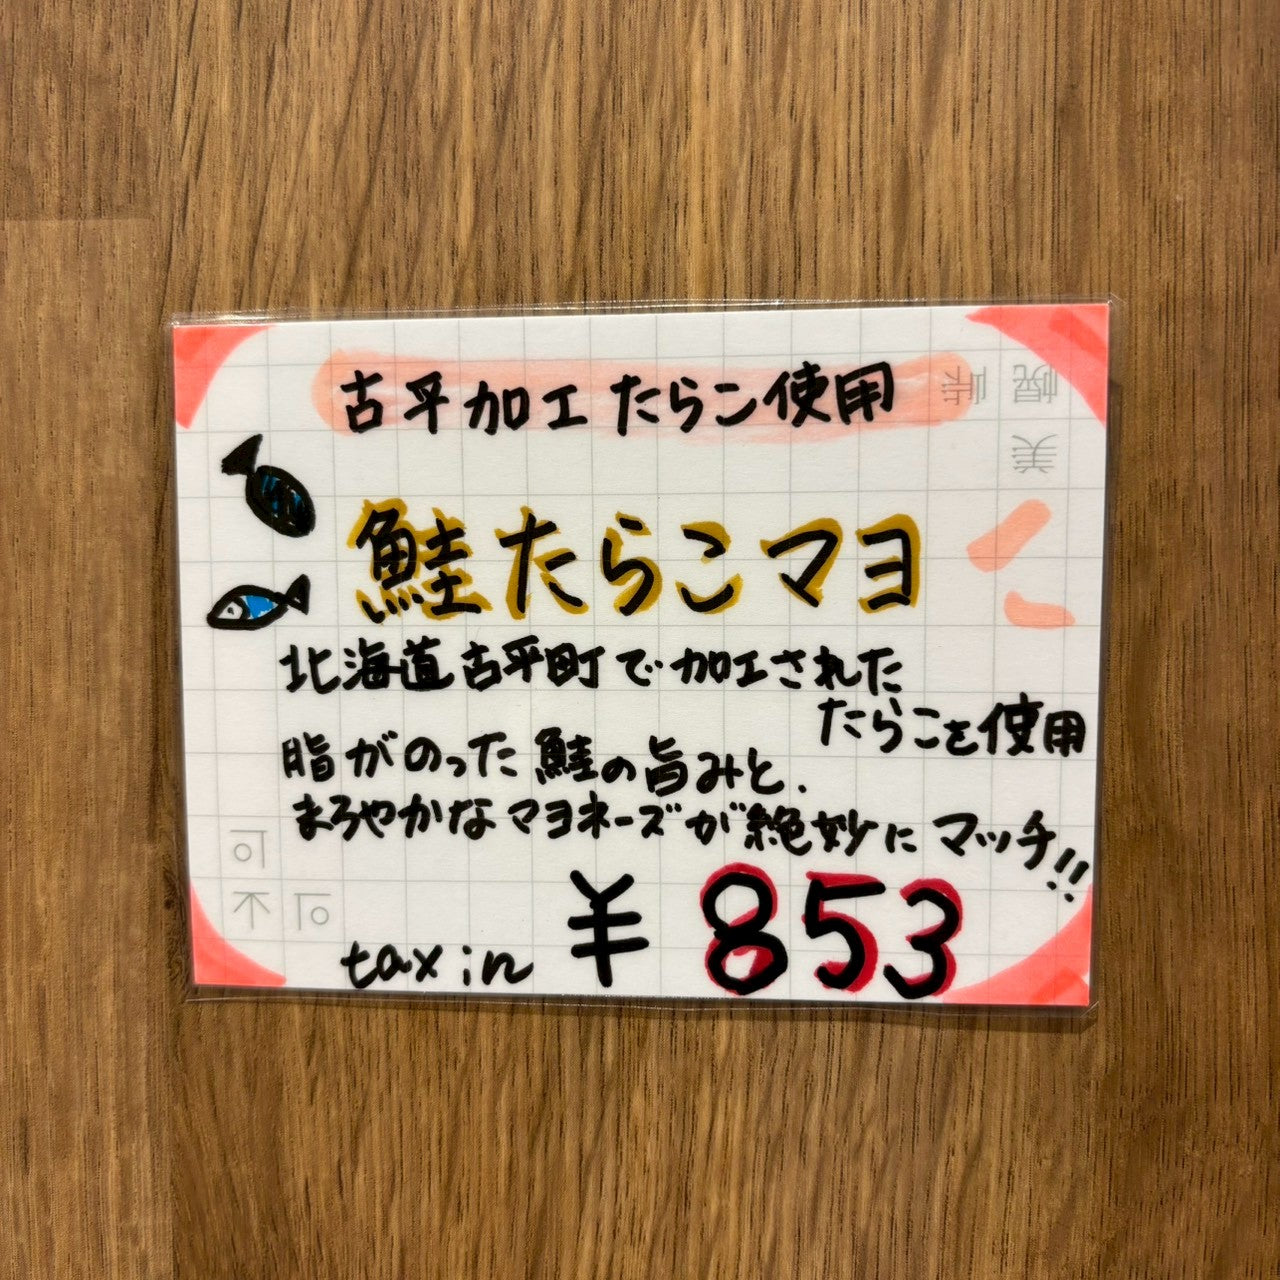 古平加工たらこ使用
鮭たらこマヨ
北海道古平町で加工された
たらこを使用
脂がのった鮭の旨みと、
まろやかなマヨネーズが絶妙にマッチ!!
tax in ¥853